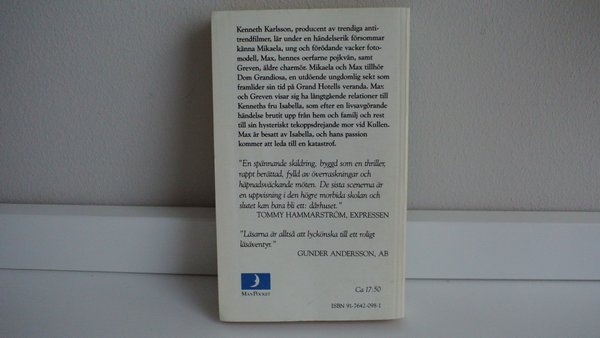 Kenneth Karlsson, producent av trendiga anti-
trendfilmer, lär under en händelserik försommar
känna Mikaela, ung och förödande vacker foto-
modell, Max, hennes oerfarne pojkvän, samt
Greven, äldre charmör. Mikaela och Max tillhör
Dom Grandiosa, en utdöende ungdomlig sekt som
framlider sin tid på Grand Hotells veranda. Max
och Greven visar sig ha långtgående relationer till
Kenneths fru Isabella, som efter en livsavgörande
händelse brutit upp från hem och familj och rest
till sin hysteriskt tekoppsdrejande mor vid Kullen.
Max är besatt av Isabella, och hans passion
kommer att leda till en katastrof.
"En spännande skildring, byggd som en thriller,
rappt berättad, fylld av överraskningar och
häpnadsväckande möten. De sista scenerna är
en uppvisning i den högre morbida skolan och
slutet kan bara bli ett: dårhuset."
TOMMY HAMMARSTRÖM, EXPRESSEN
"Läsarna är alltså att lyckönska till ett roligt
läsäventyr."
GUNDER ANDERSSON, AB
MANPOCKET
Ca 17:50
ISBN 91-7642-098-1